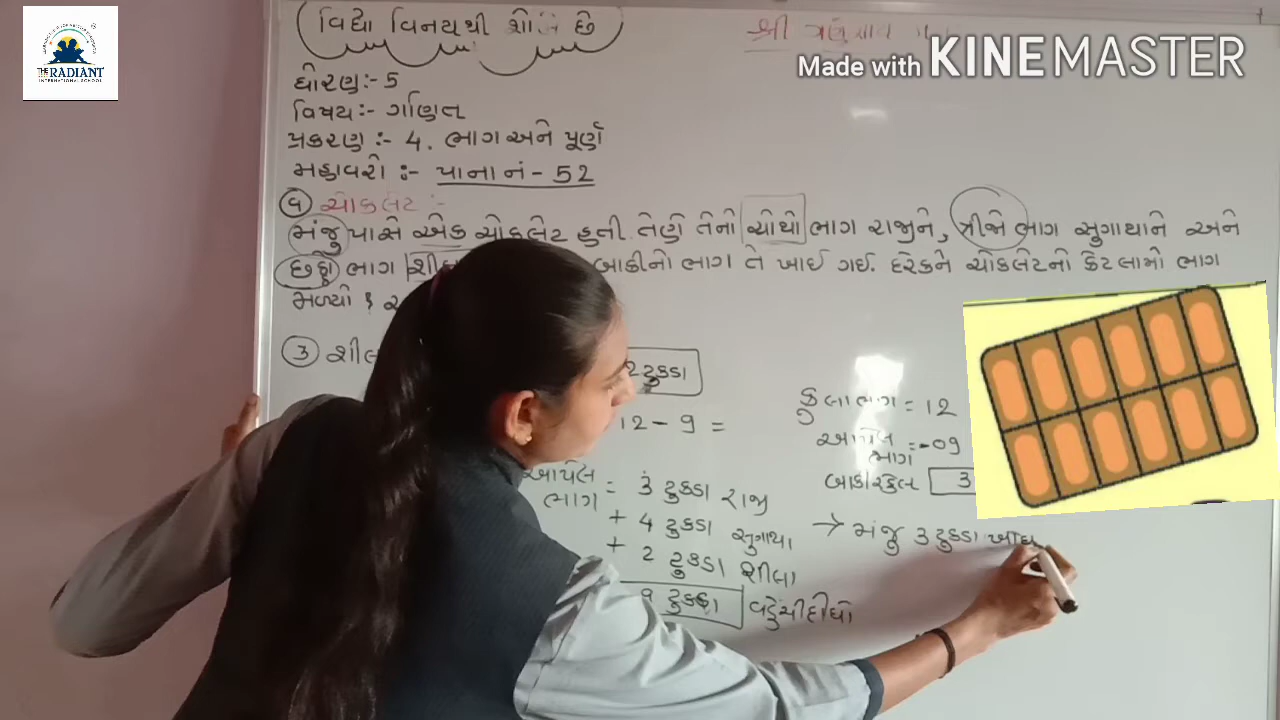 વિદ્યા વિનયથી શોભે છે
શ્રી
Made with KINEMASTER
THE RADIANT
INTERNATIONAL SCHOOL
ધોરણ:- 5
વિષય:- ગણિત
પ્રકરણ :- 4. ભાગ અને પૂર્ણ
મહાવરો :- પાના નં - 52
૧ ચોકલેટ :-
મંજુ પાસે એક ચોકલેટ હતી. તેણે તેનો ચોથો ભાગ રાજીને, ત્રીજો ભાગ સુગાથાને અને
છઠ્ઠો ભાગ બાકીનો ભાગ તે ખાઈ ગઈ. દરેકને ચોકલેટનો કેટલામો ભાગ
મળ્યો ?
૩ શીલ
ટુકડા
12 - 9 =
આપેલ ભાગ = 3 ટુકડા રાજી
+ 4 ટુકડા સુગાથા
+ 2 ટુકડા શીલા
9 ટુકડા વહેંચી દીધો
કુલ ભાગ = 12
આપેલ ભાગ = -09
3
→ મંજુ 3 ટુકડા